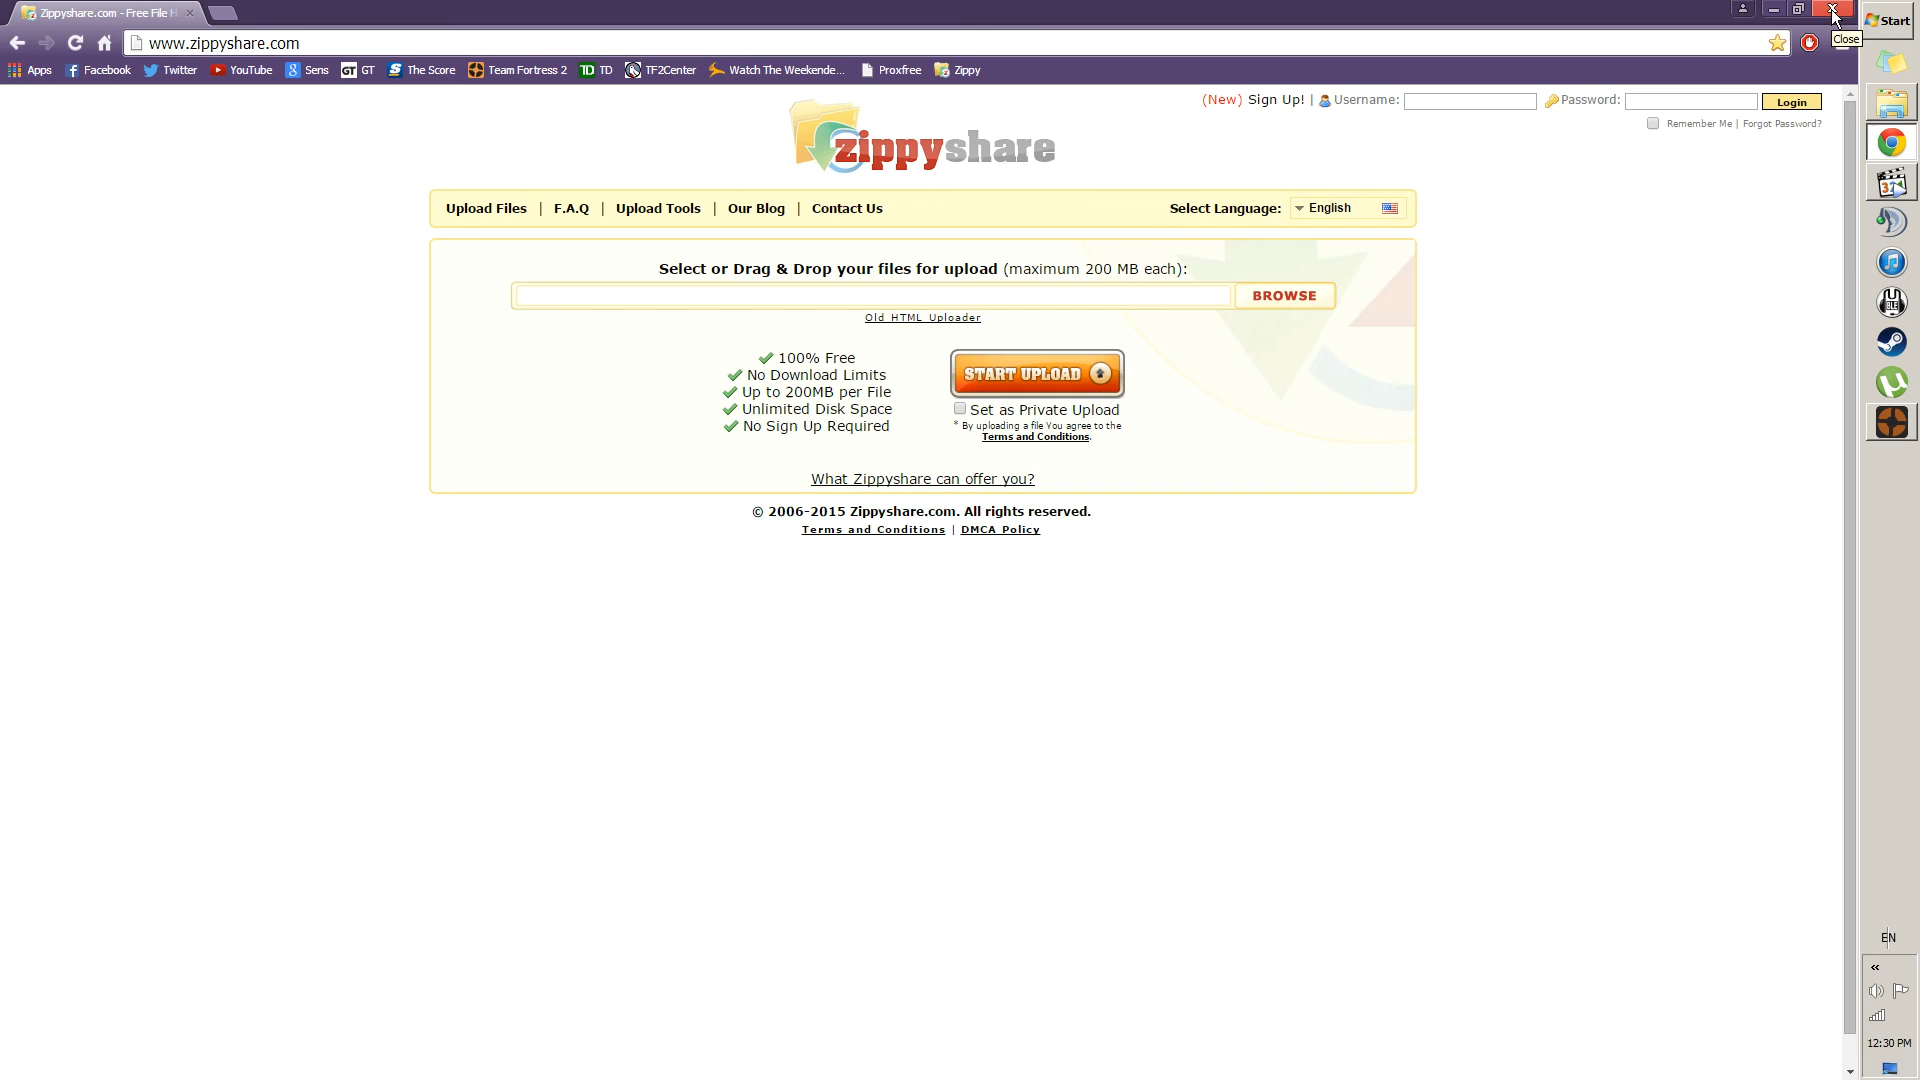 Zippyshare.com - Free File H
Start
www.zippyshare.com
Close
Apps Facebook Twitter YouTube Sens GT GT The Score Team Fortress 2 TD TD TF2Center Watch The Weekende... Proxfree Zippy
(New) Sign Up! | Username: Password: Login
Remember Me | Forgot Password?
zippyshare
Upload Files | F.A.Q | Upload Tools | Our Blog | Contact Us Select Language: English
Select or Drag & Drop your files for upload (maximum 200 MB each):
BROWSE
Old HTML Uploader
100% Free
No Download Limits
Up to 200MB per File
Unlimited Disk Space
No Sign Up Required
START UPLOAD
Set as Private Upload
* By uploading a file You agree to the
Terms and Conditions.
What Zippyshare can offer you?
© 2006-2015 Zippyshare.com. All rights reserved.
Terms and Conditions | DMCA Policy
EN
«
12:30 PM